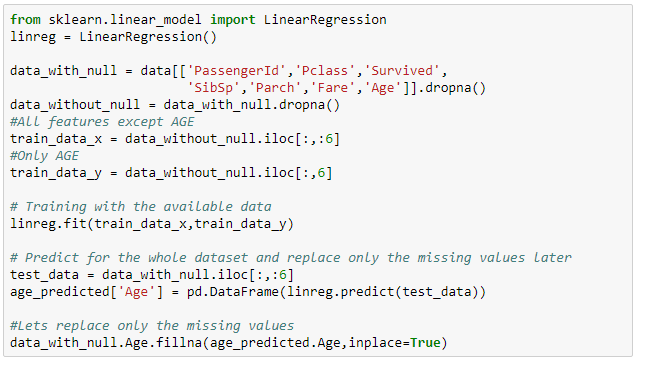 from sklearn.linear_model import LinearRegression
linreg = LinearRegression()

data_with_null = data[['PassengerId','Pclass','Survived',
                       'SibSp','Parch','Fare','Age']].dropna()
data_without_null = data_with_null.dropna()
#All features except AGE
train_data_x = data_without_null.iloc[:,:6]
#Only AGE
train_data_y = data_without_null.iloc[:,6]

# Training with the available data
linreg.fit(train_data_x,train_data_y)

# Predict for the whole dataset and replace only the missing values later
test_data = data_with_null.iloc[:,:6]
age_predicted['Age'] = pd.DataFrame(linreg.predict(test_data))

#Lets replace only the missing values
data_with_null.Age.fillna(age_predicted.Age,inplace=True)